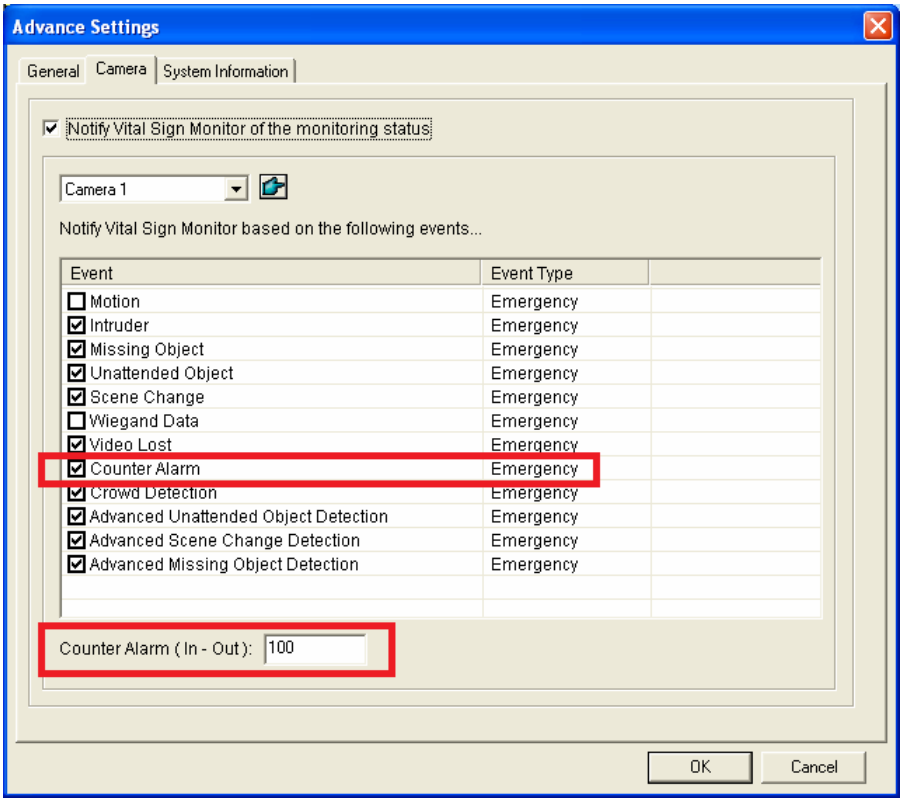 Advance Settings
General Camera System Information
Notify Vital Sign Monitor of the monitoring status
Camera 1
Notify Vital Sign Monitor based on the following events...
Event Event Type
Motion Emergency
Intruder Emergency
Missing Object Emergency
Unattended Object Emergency
Scene Change Emergency
Wiegand Data Emergency
Video Lost Emergency
Counter Alarm Emergency
Crowd Detection Emergency
Advanced Unattended Object Detection Emergency
Advanced Scene Change Detection Emergency
Advanced Missing Object Detection Emergency
Counter Alarm ( In - Out ): 100
OK Cancel